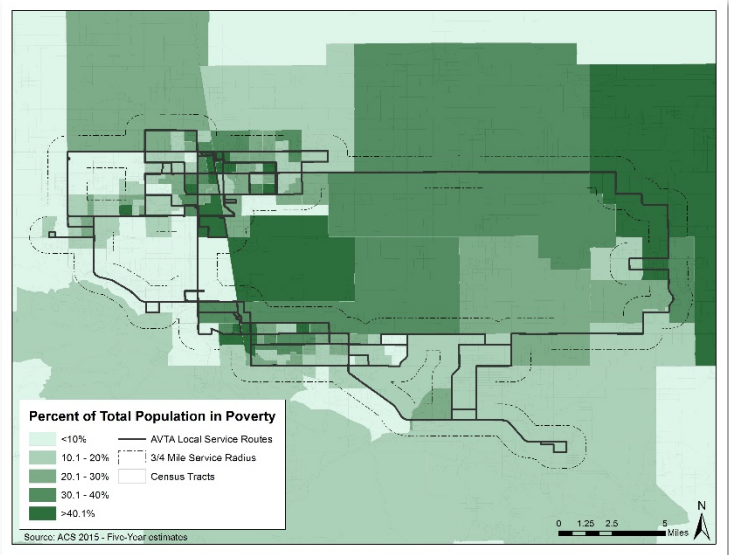 Percent of Total Population in Poverty
<10%
10.1 - 20%
20.1 - 30%
30.1 - 40%
>40.1%
AVTA Local Service Routes
3/4 Mile Service Radius
Census Tracts
Source: ACS 2015 - Five-Year estimates
0 1.25 2.5 5
Miles
N